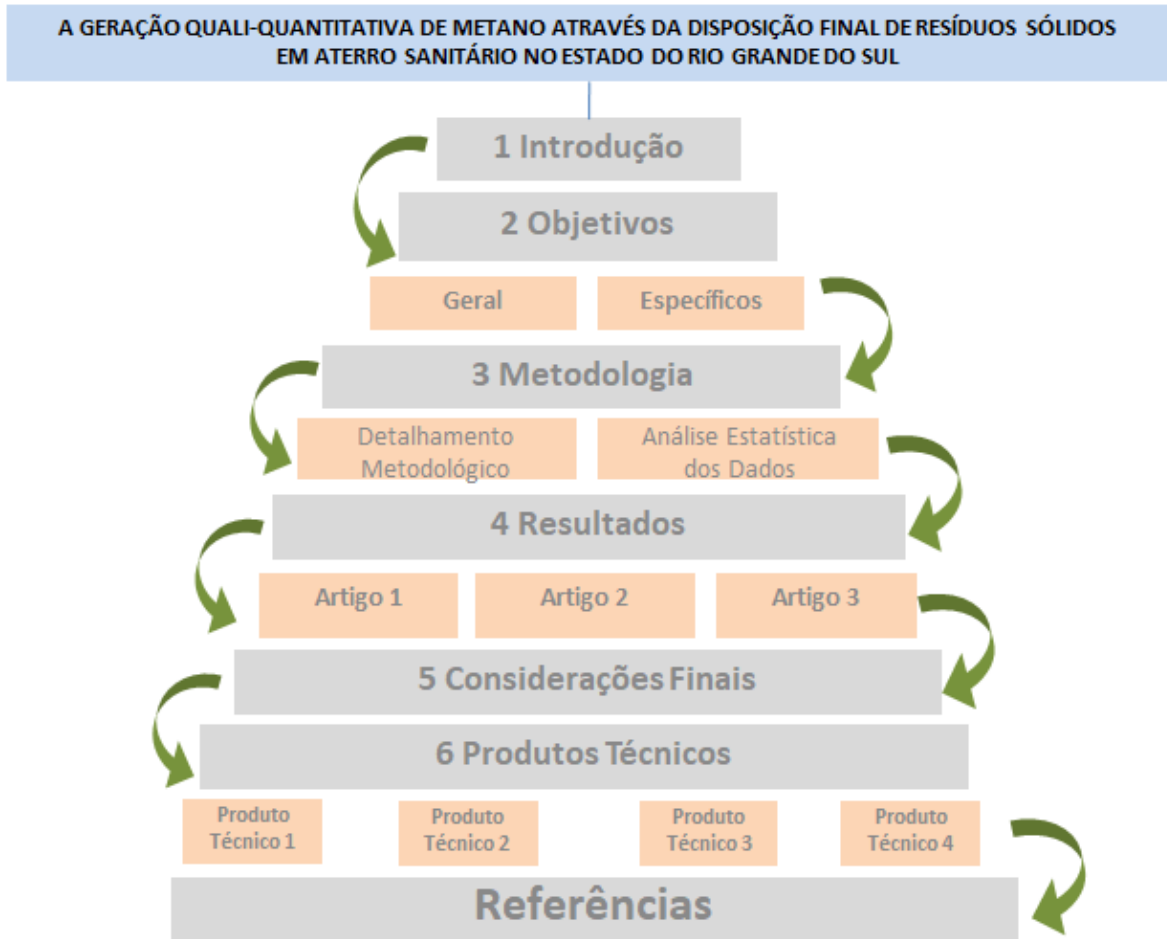 A GERAÇÃO QUALI-QUANTITATIVA DE METANO ATRAVÉS DA DISPOSIÇÃO FINAL DE RESÍDUOS SÓLIDOS
EM ATERRO SANITÁRIO NO ESTADO DO RIO GRANDE DO SUL
1 Introdução
2 Objetivos
Geral
Específicos
3 Metodologia
Detalhamento
Metodológico
Análise Estatística
dos Dados
4 Resultados
Artigo 1
Artigo 2
Artigo 3
5 Considerações Finais
6 Produtos Técnicos
Produto
Técnico 1
Produto
Técnico 2
Produto
Técnico 3
Produto
Técnico 4
Referências